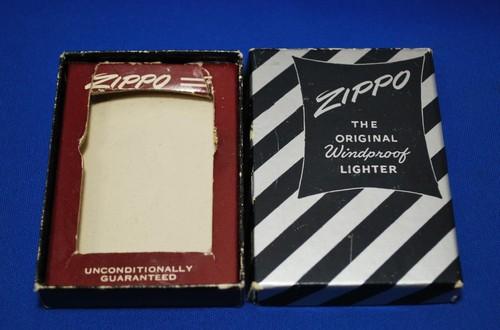 ZIPPO
UNCONDITIONALLY
GUARANTEED
ZIPPO
THE
ORIGINAL
Windproof
LIGHTER